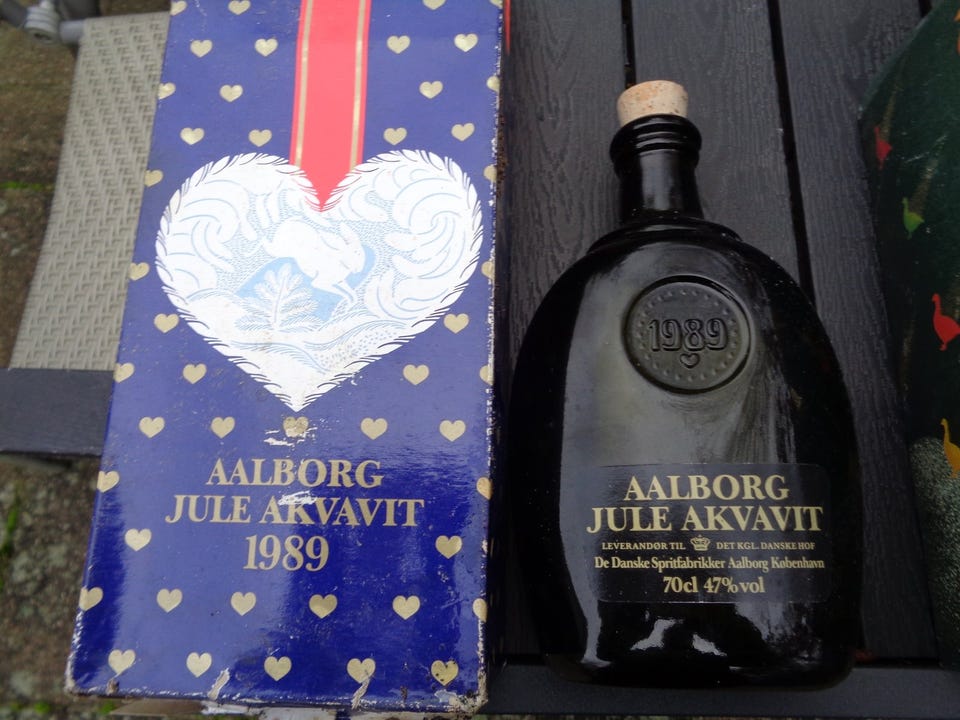 AALBORG
JULE AKVAVIT
1989
1989
AALBORG
JULE AKVAVIT
LEVERANDØR TIL DET KGL. DANSKE HOF
De Danske Spritfabrikker Aalborg København
70cl 47%vol